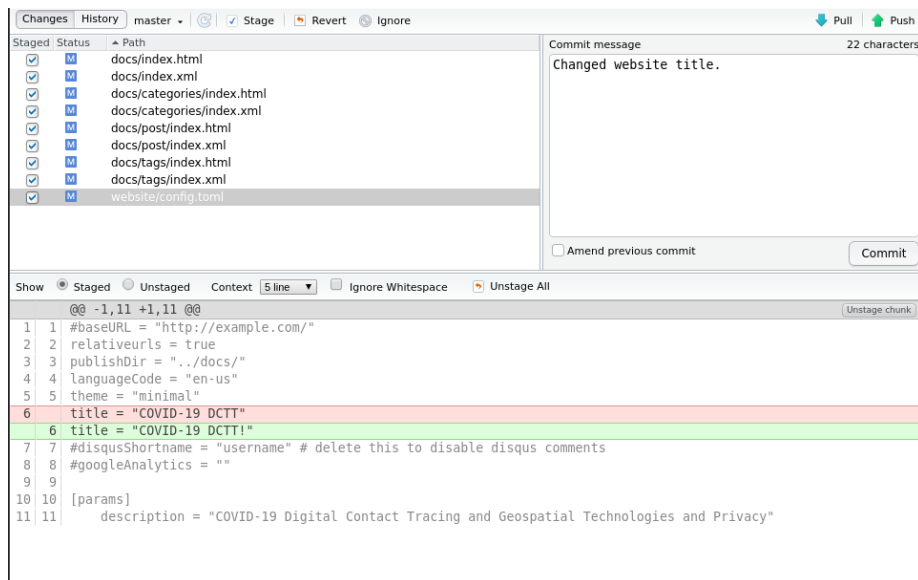 Changes History master Stage Revert Ignore Pull Push
Staged Status Path
M docs/index.html
M docs/index.xml
M docs/categories/index.html
M docs/categories/index.xml
M docs/post/index.html
M docs/post/index.xml
M docs/tags/index.html
M docs/tags/index.xml
M website/config.toml
Commit message 22 characters
Changed website title.
Amend previous commit Commit
Show Staged Unstaged Context 5 line Ignore Whitespace Unstage All
@@ -1,11 +1,11 @@ Unstage chunk
1 1 #baseURL = "http://example.com/"
2 2 relativeurls = true
3 3 publishDir = "../docs/"
4 4 languageCode = "en-us"
5 5 theme = "minimal"
6 title = "COVID-19 DCTT"
6 title = "COVID-19 DCTT!"
7 7 #disqusShortname = "username" # delete this to disable disqus comments
8 8 #googleAnalytics = ""
9 9
10 10 [params]
11 11 description = "COVID-19 Digital Contact Tracing and Geospatial Technologies and Privacy"